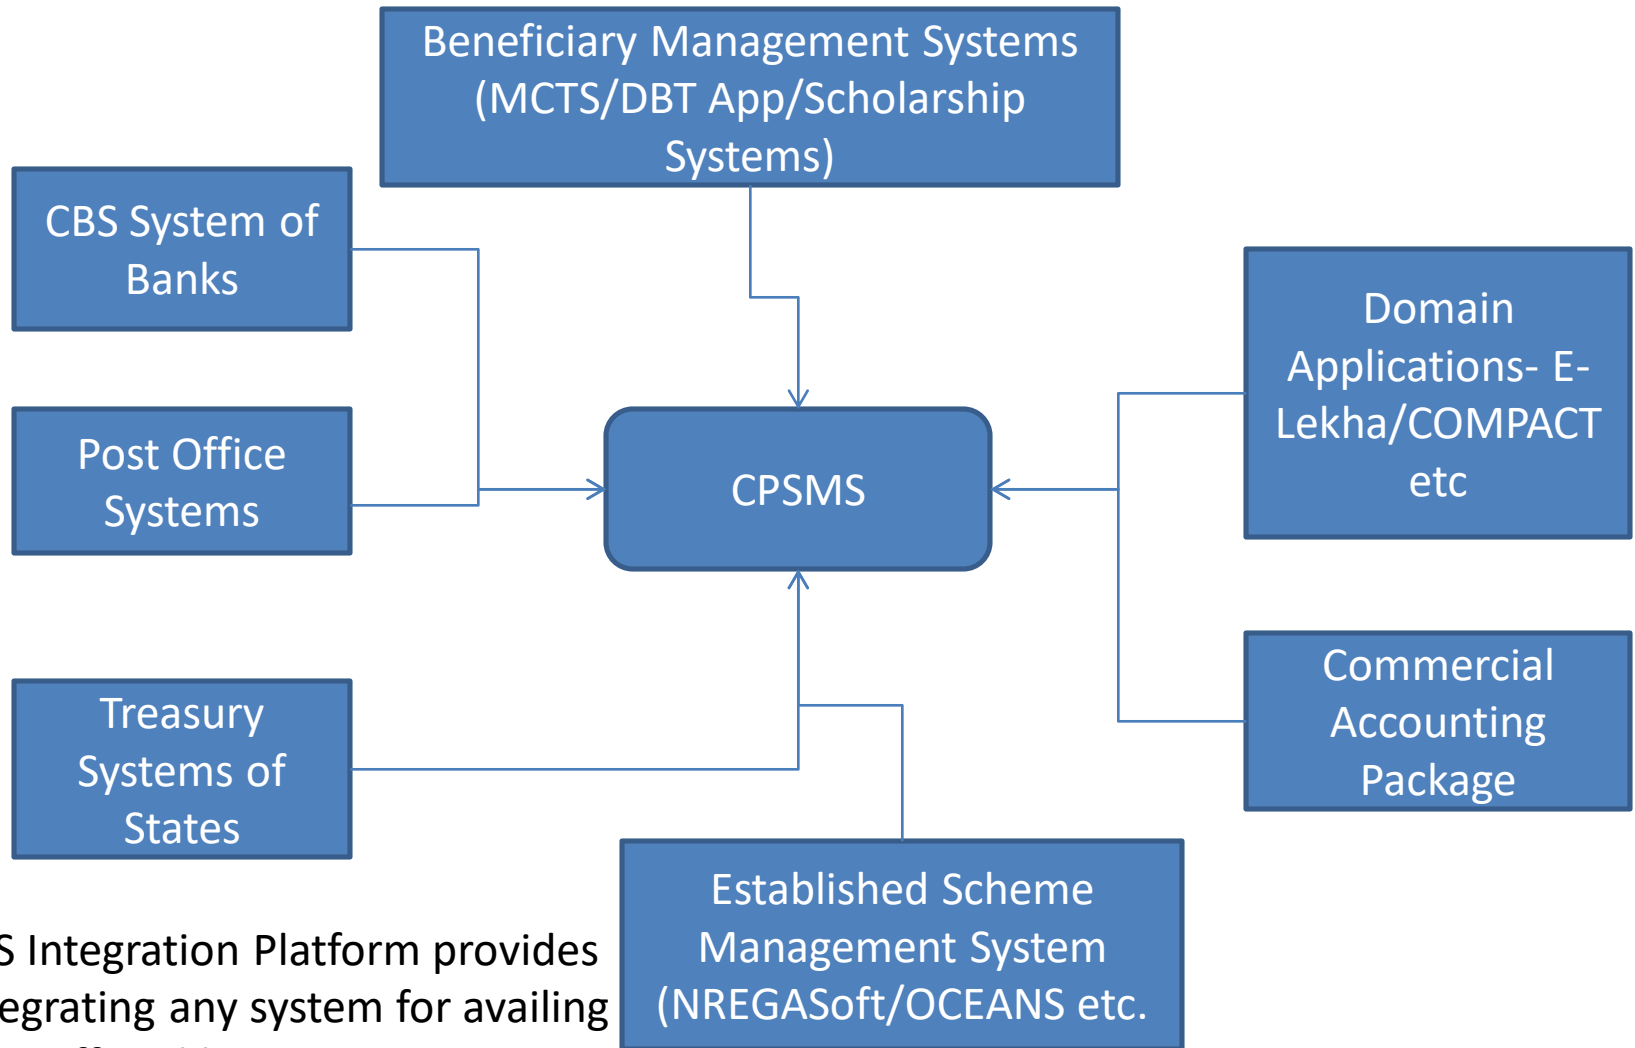 Beneficiary Management Systems
(MCTS/DBT App/Scholarship
Systems)
CBS System of
Banks
Domain
Applications- E-
Lekha/COMPACT
etc
Post Office
Systems
CPSMS
Treasury
Systems of
States
Commercial
Accounting
Package
Established Scheme
Management System
(NREGASoft/OCEANS etc.
S Integration Platform provides
egrating any system for availing